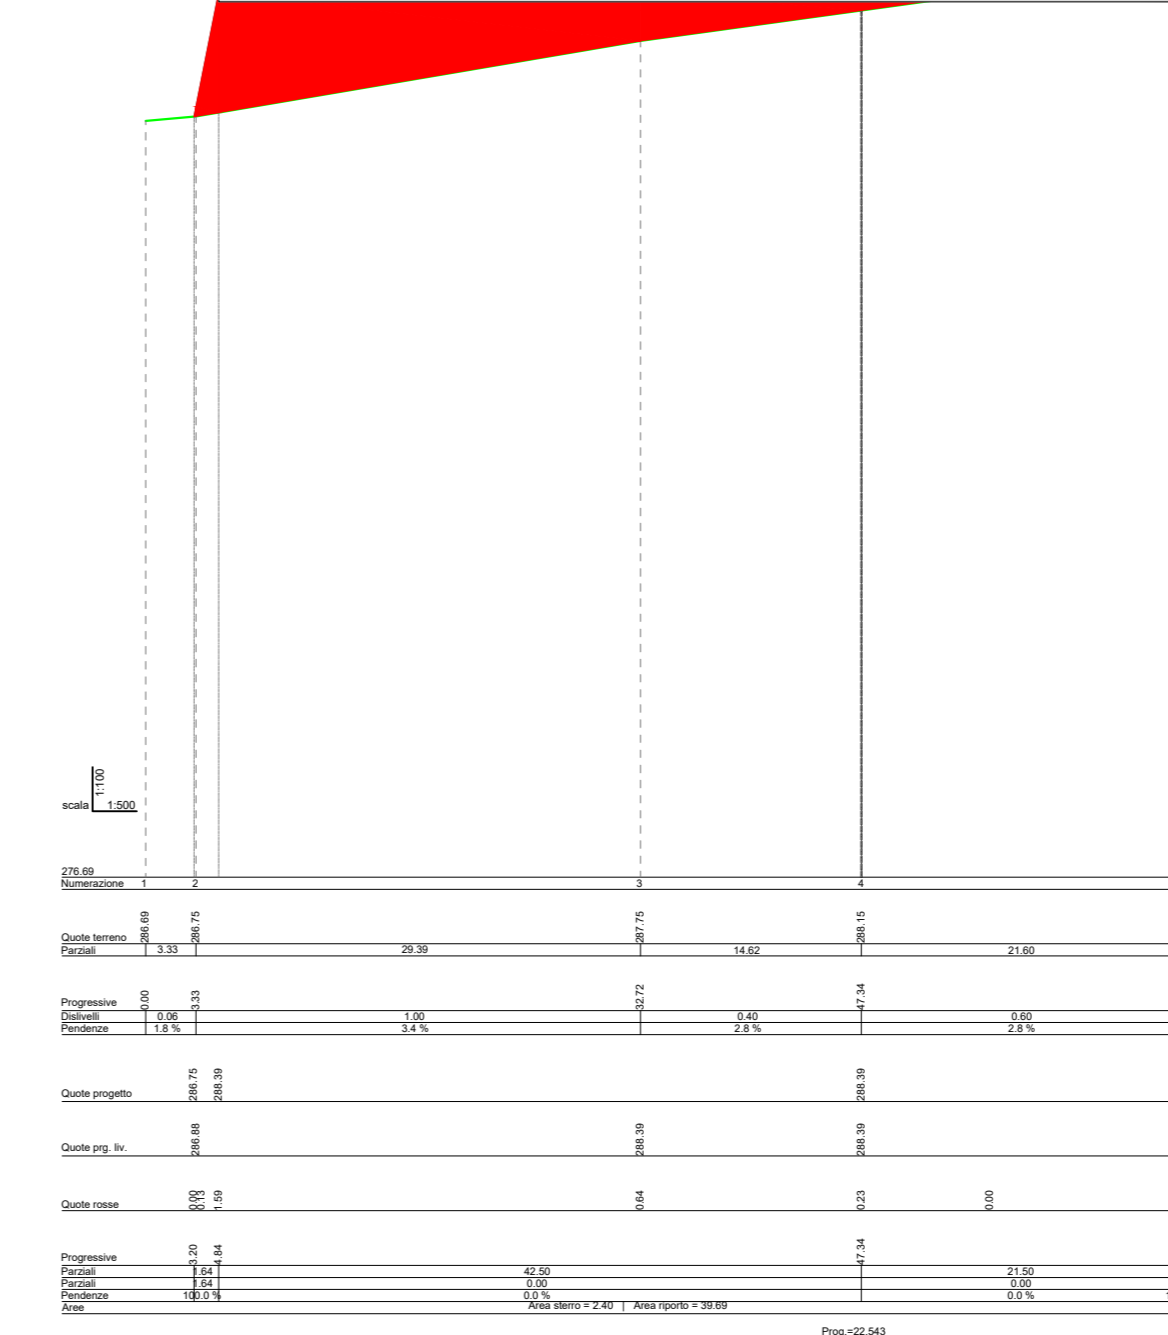 1:100
scala 1:500
276.69
Numerazione 1 2 3 4
Quote terreno 286.69 286.75 287.75 288.15
Parziali 3.33 29.39 14.62 21.60
Progressive 0.00 3.33 32.72 47.34
Dislivelli 0.06 1.00 0.40 0.60
Pendenze 1.8 % 3.4 % 2.8 % 2.8 %
Quote progetto 286.75 288.39 288.39
Quote prg. liv. 286.88 288.39 288.39
Quote rosse 0.00 0.13 1.59 0.64 0.23 0.00
Progressive 3.20 4.84 47.34
Parziali 1.64 42.50 21.50
Parziali 1.64 0.00 0.00
Pendenze 100.0 % 0.0 % 0.0 %
Aree Area sterro = 2.40 | Area riporto = 39.69
Prog.=22.543